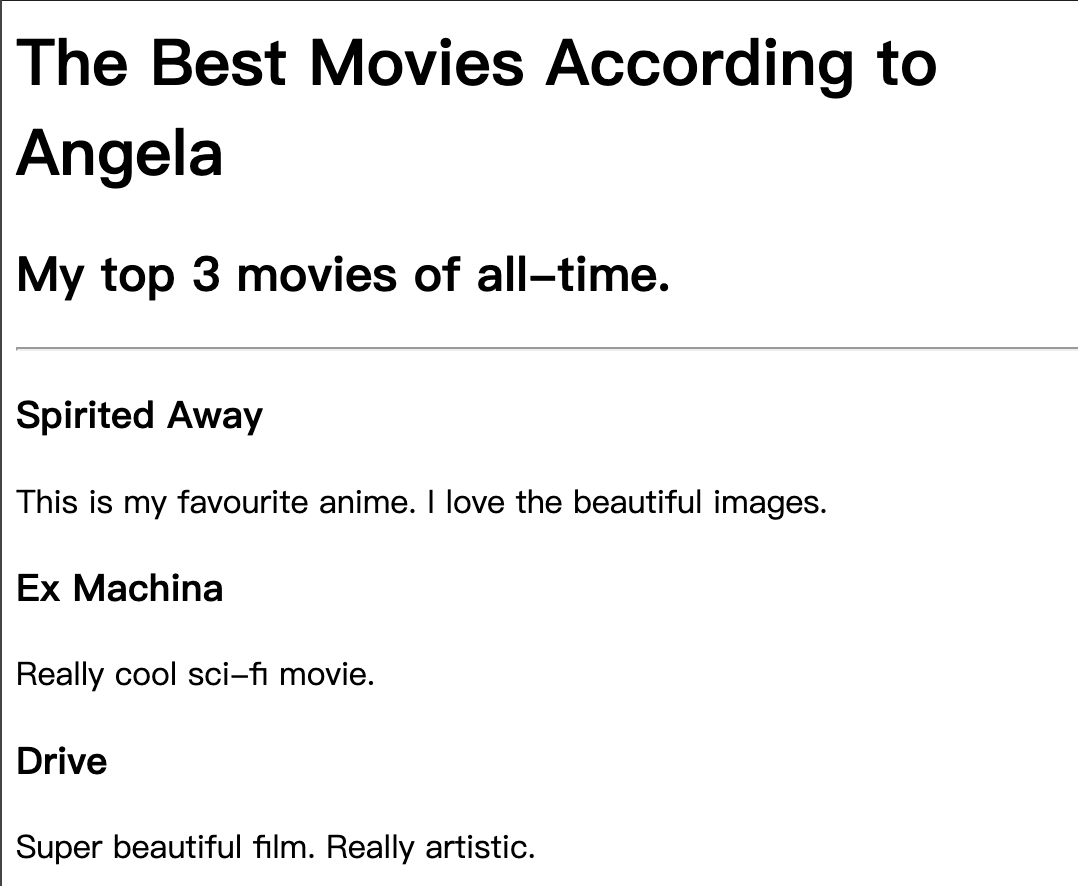 The Best Movies According to
Angela
My top 3 movies of all-time.
Spirited Away
This is my favourite anime. I love the beautiful images.
Ex Machina
Really cool sci-fi movie.
Drive
Super beautiful film. Really artistic.